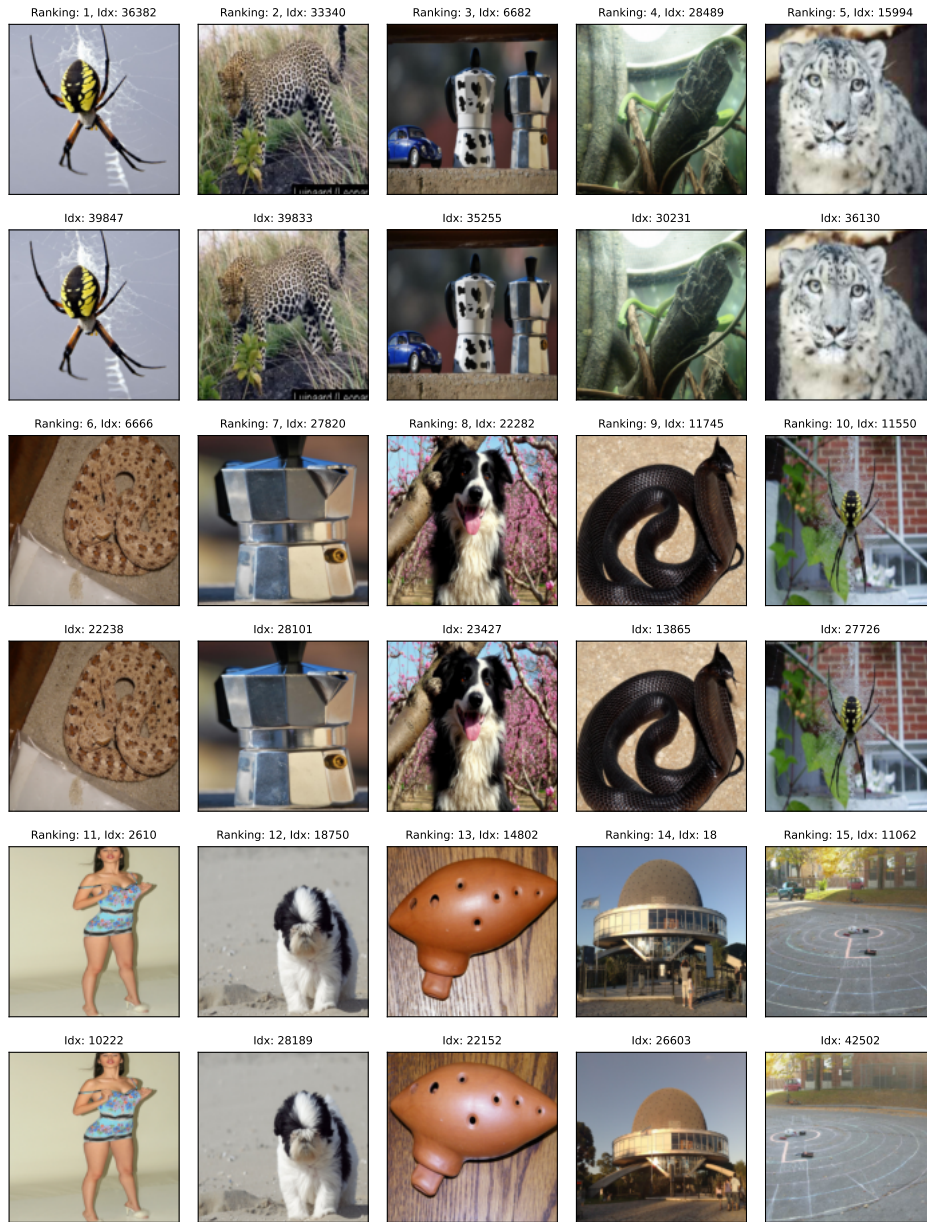 Ranking: 1, Idx: 36382
Ranking: 2, Idx: 33340
Ranking: 3, Idx: 6682
Ranking: 4, Idx: 28489
Ranking: 5, Idx: 15994
Idx: 39847
Idx: 39833
Idx: 35255
Idx: 30231
Idx: 36130
Ranking: 6, Idx: 6666
Ranking: 7, Idx: 27820
Ranking: 8, Idx: 22282
Ranking: 9, Idx: 11745
Ranking: 10, Idx: 11550
Idx: 22238
Idx: 28101
Idx: 23427
Idx: 13865
Idx: 27726
Ranking: 11, Idx: 2610
Ranking: 12, Idx: 18750
Ranking: 13, Idx: 14802
Ranking: 14, Idx: 18
Ranking: 15, Idx: 11062
Idx: 10222
Idx: 28189
Idx: 22152
Idx: 26603
Idx: 42502